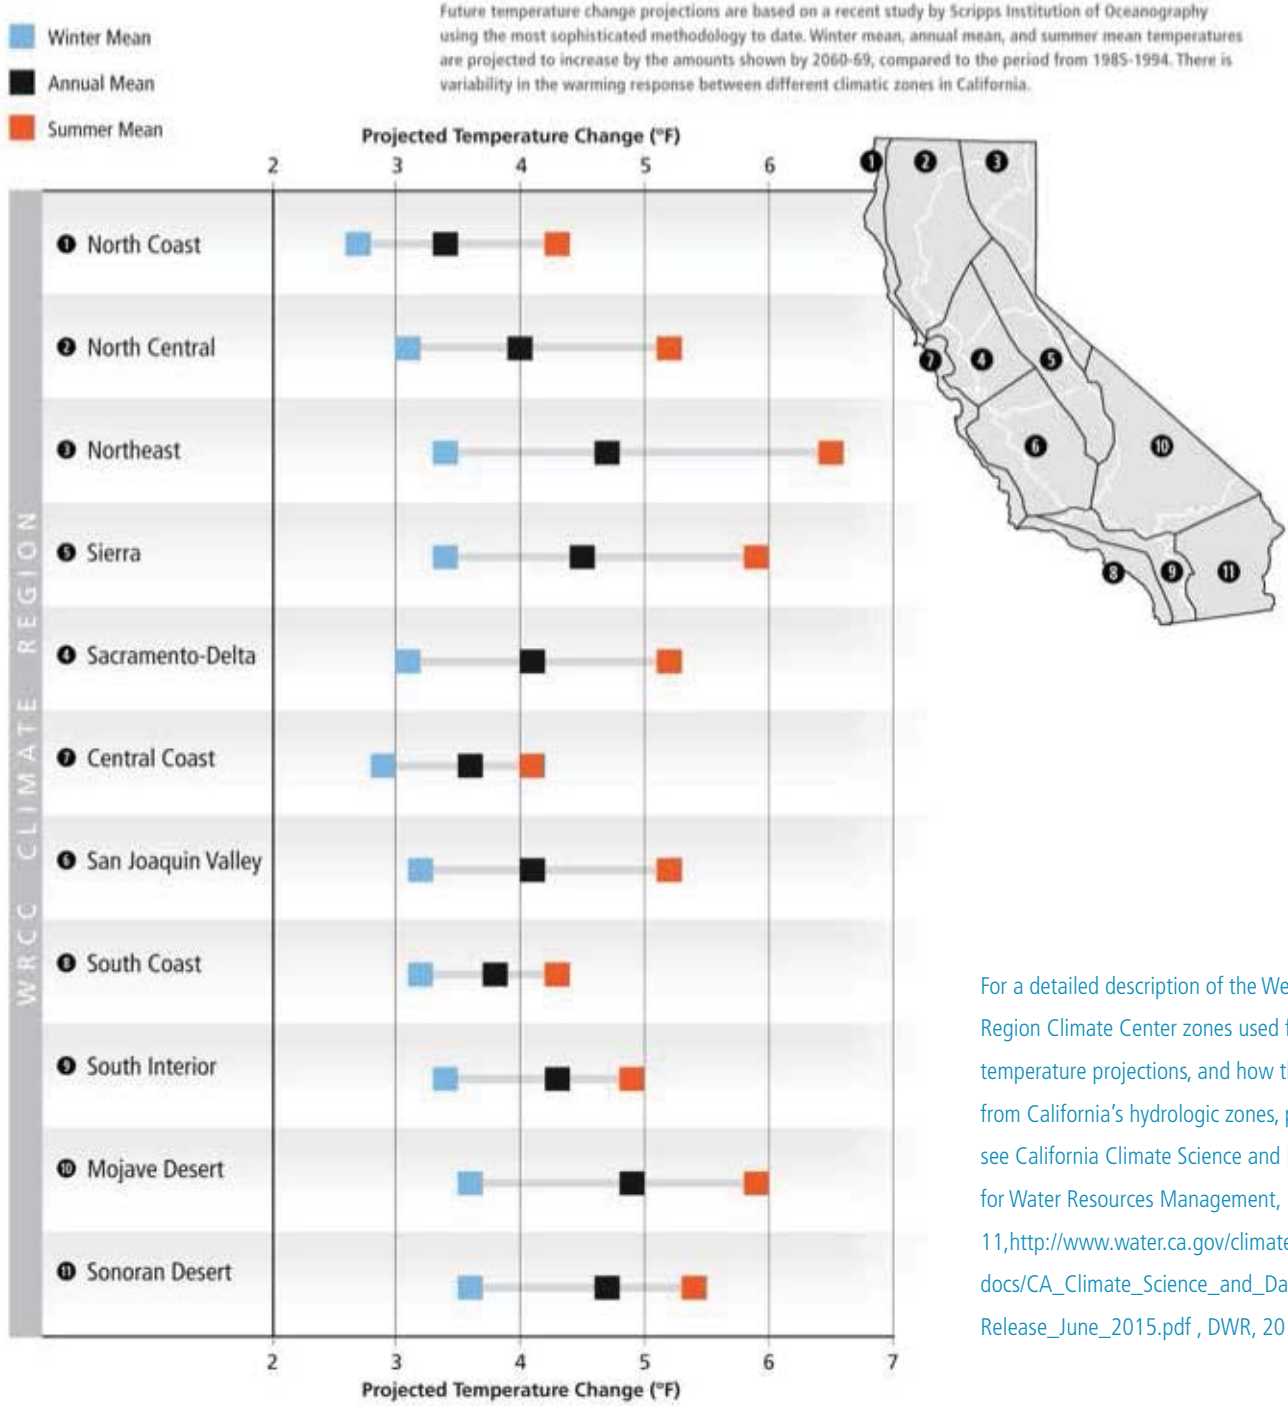 Future temperature change projections are based on a recent study by Scripps Institution of Oceanography
using the most sophisticated methodology to date. Winter mean, annual mean, and summer mean temperatures
are projected to increase by the amounts shown by 2060-69, compared to the period from 1985-1994. There is
variability in the warming response between different climatic zones in California.
Winter Mean
Annual Mean
Summer Mean
Projected Temperature Change (°F)
2 3 4 5 6
WRCC CLIMATE REGION
1 North Coast
2 North Central
3 Northeast
5 Sierra
4 Sacramento-Delta
7 Central Coast
6 San Joaquin Valley
8 South Coast
9 South Interior
10 Mojave Desert
11 Sonoran Desert
2 3 4 5 6 7
Projected Temperature Change (°F)
1 2 3
7 4 5
6 10
8 9 11
For a detailed description of the We
Region Climate Center zones used
temperature projections, and how
from California's hydrologic zones,
see California Climate Science and
for Water Resources Management,
11,http://www.water.ca.gov/climate
docs/CA_Climate_Science_and_Da
Release_June_2015.pdf , DWR, 20